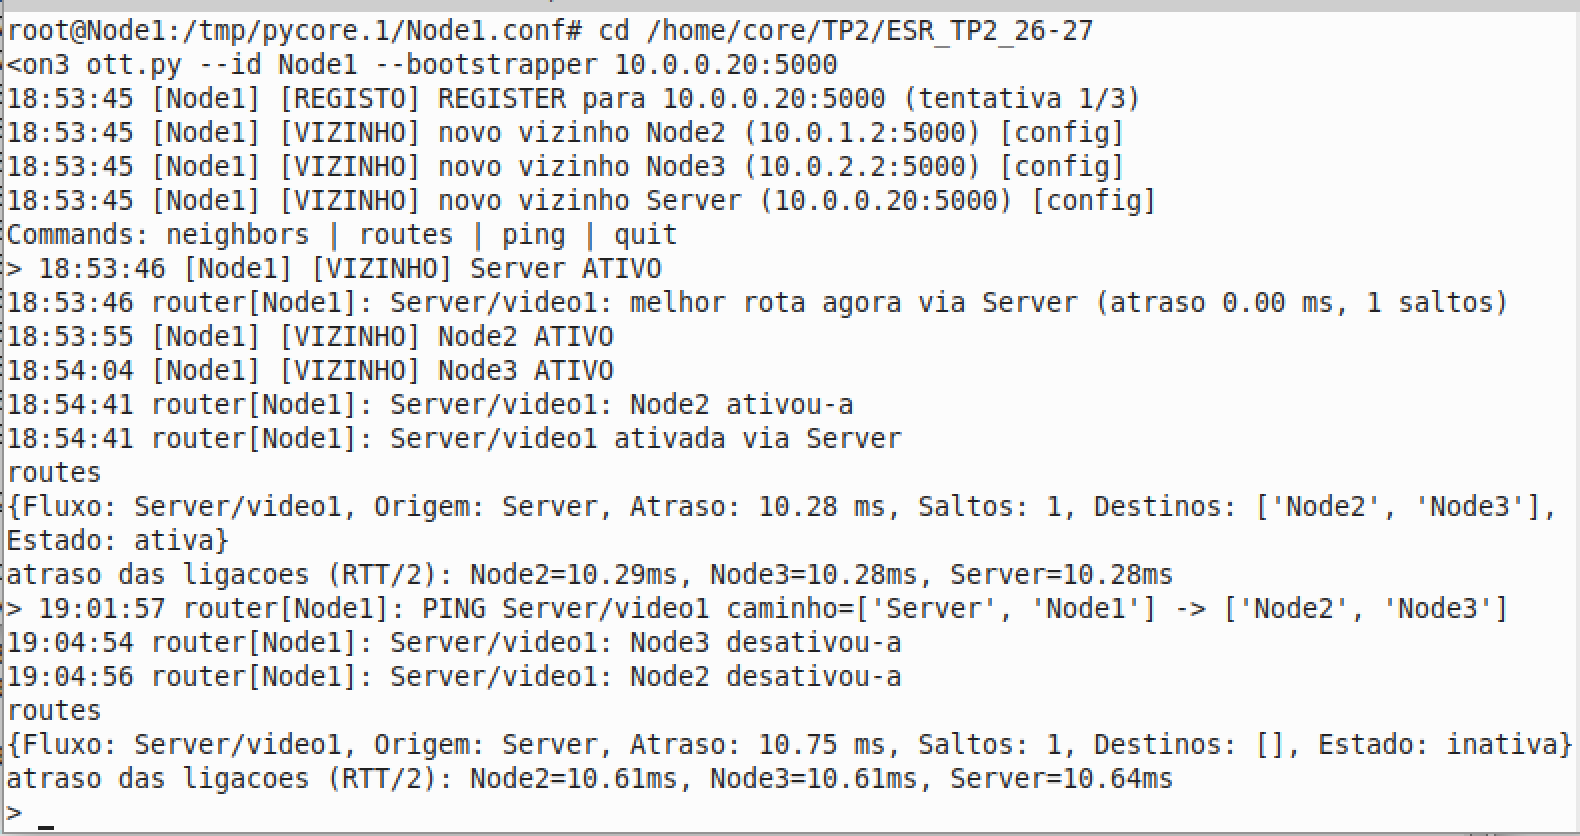 root@Node1:/tmp/pycore.1/Node1.conf# cd /home/core/TP2/ESR_TP2_26-27
<on3 ott.py --id Node1 --bootstrapper 10.0.0.20:5000
18:53:45 [Node1] [REGISTO] REGISTER para 10.0.0.20:5000 (tentativa 1/3)
18:53:45 [Node1] [VIZINHO] novo vizinho Node2 (10.0.1.2:5000) [config]
18:53:45 [Node1] [VIZINHO] novo vizinho Node3 (10.0.2.2:5000) [config]
18:53:45 [Node1] [VIZINHO] novo vizinho Server (10.0.0.20:5000) [config]
Commands: neighbors | routes | ping | quit
> 18:53:46 [Node1] [VIZINHO] Server ATIVO
18:53:46 router[Node1]: Server/video1: melhor rota agora via Server (atraso 0.00 ms, 1 saltos)
18:53:55 [Node1] [VIZINHO] Node2 ATIVO
18:54:04 [Node1] [VIZINHO] Node3 ATIVO
18:54:41 router[Node1]: Server/video1: Node2 ativou-a
18:54:41 router[Node1]: Server/video1 ativada via Server
routes
{Fluxo: Server/video1, Origem: Server, Atraso: 10.28 ms, Saltos: 1, Destinos: ['Node2', 'Node3'],
Estado: ativa}
atraso das ligacoes (RTT/2): Node2=10.29ms, Node3=10.28ms, Server=10.28ms
> 19:01:57 router[Node1]: PING Server/video1 caminho=['Server', 'Node1'] -> ['Node2', 'Node3']
19:04:54 router[Node1]: Server/video1: Node3 desativou-a
19:04:56 router[Node1]: Server/video1: Node2 desativou-a
routes
{Fluxo: Server/video1, Origem: Server, Atraso: 10.75 ms, Saltos: 1, Destinos: [], Estado: inativa}
atraso das ligacoes (RTT/2): Node2=10.61ms, Node3=10.61ms, Server=10.64ms
> _